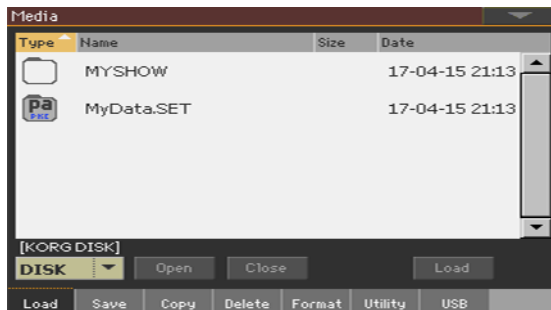 Media
Type Name Size Date
MYSHOW 17-04-15 21:13
Pa PKG MyData.SET 17-04-15 21:13
[KORG DISK]
DISK Open Close Load
Load Save Copy Delete Format Utility USB